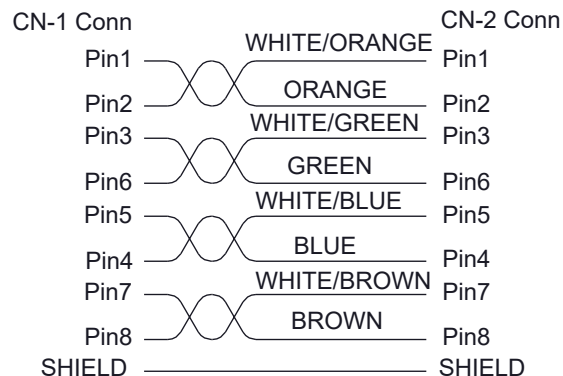 CN-1 Conn CN-2 Conn
Pin1 WHITE/ORANGE Pin1
Pin2 ORANGE Pin2
Pin3 WHITE/GREEN Pin3
Pin6 GREEN Pin6
Pin5 WHITE/BLUE Pin5
Pin4 BLUE Pin4
Pin7 WHITE/BROWN Pin7
Pin8 BROWN Pin8
SHIELD SHIELD